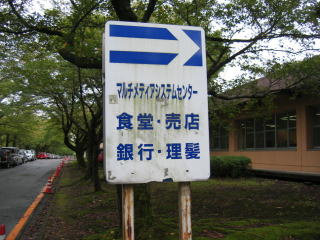 マルチメディアシステムセンター
食堂・売店
銀行・理髪